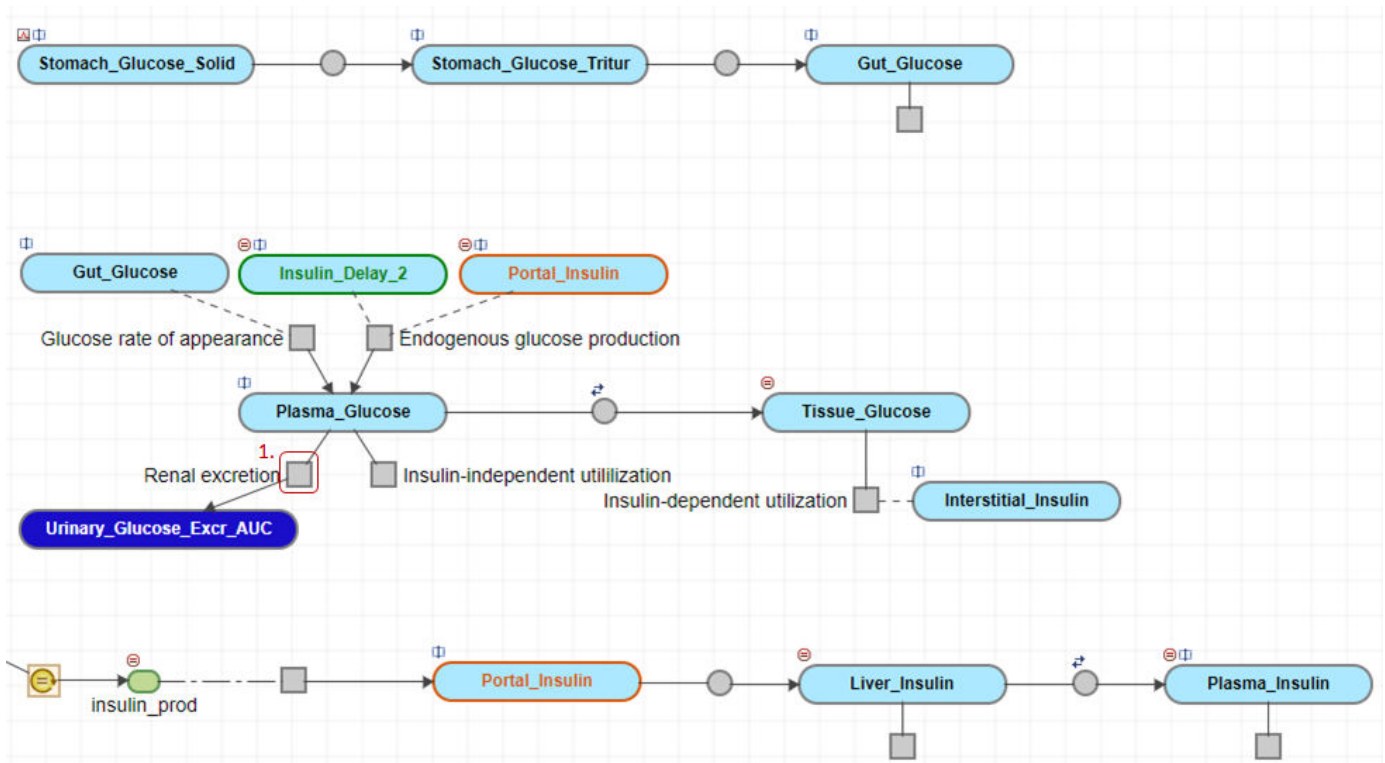 Stomach_Glucose_Solid
Stomach_Glucose_Tritur
Gut_Glucose
Gut_Glucose
Insulin_Delay_2
Portal_Insulin
Glucose rate of appearance
Endogenous glucose production
Plasma_Glucose
Tissue_Glucose
1.
Renal excretion
Insulin-independent utililization
Insulin-dependent utilization
Interstitial_Insulin
Urinary_Glucose_Excr_AUC
insulin_prod
Portal_Insulin
Liver_Insulin
Plasma_Insulin